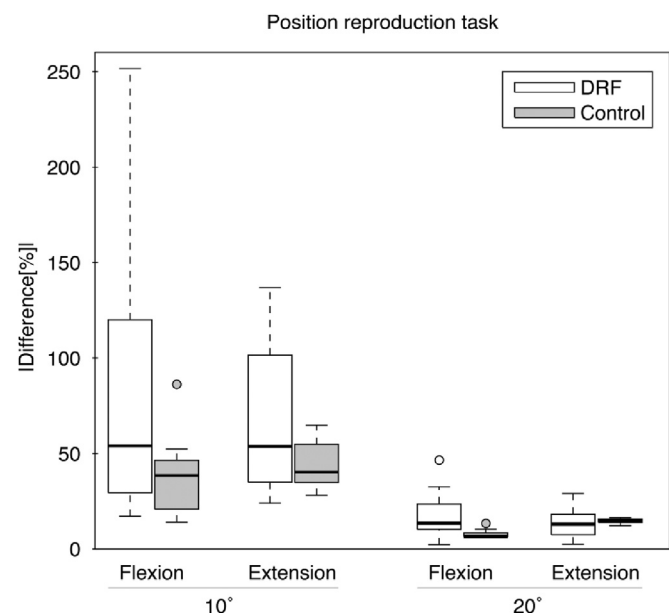 Position reproduction task
|Difference[%]|
250
200
150
100
50
0
DRF
Control
Flexion Extension Flexion Extension
10° 20°